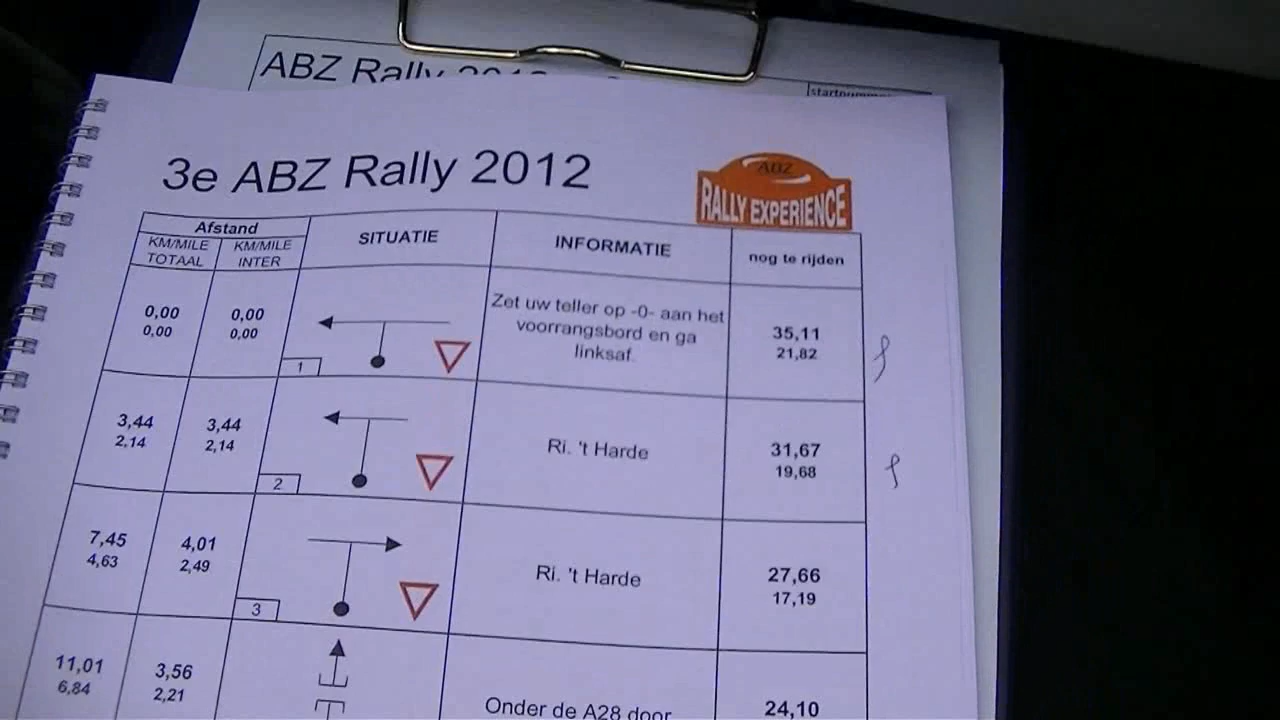 ABZ Rally 2012
startnummer
3e ABZ Rally 2012
ABZ
RALLY EXPERIENCE
Afstand
KM/MILE TOTAAL
KM/MILE INTER
SITUATIE
INFORMATIE
nog te rijden
0,00
0,00
0,00
0,00
1
Zet uw teller op -0- aan het
voorrangsbord en ga
linksaf.
35,11
21,82
3,44
2,14
3,44
2,14
2
Ri. 't Harde
31,67
19,68
7,45
4,63
4,01
2,49
3
Ri. 't Harde
27,66
17,19
11,01
6,84
3,56
2,21
Onder de A28 door
24,10